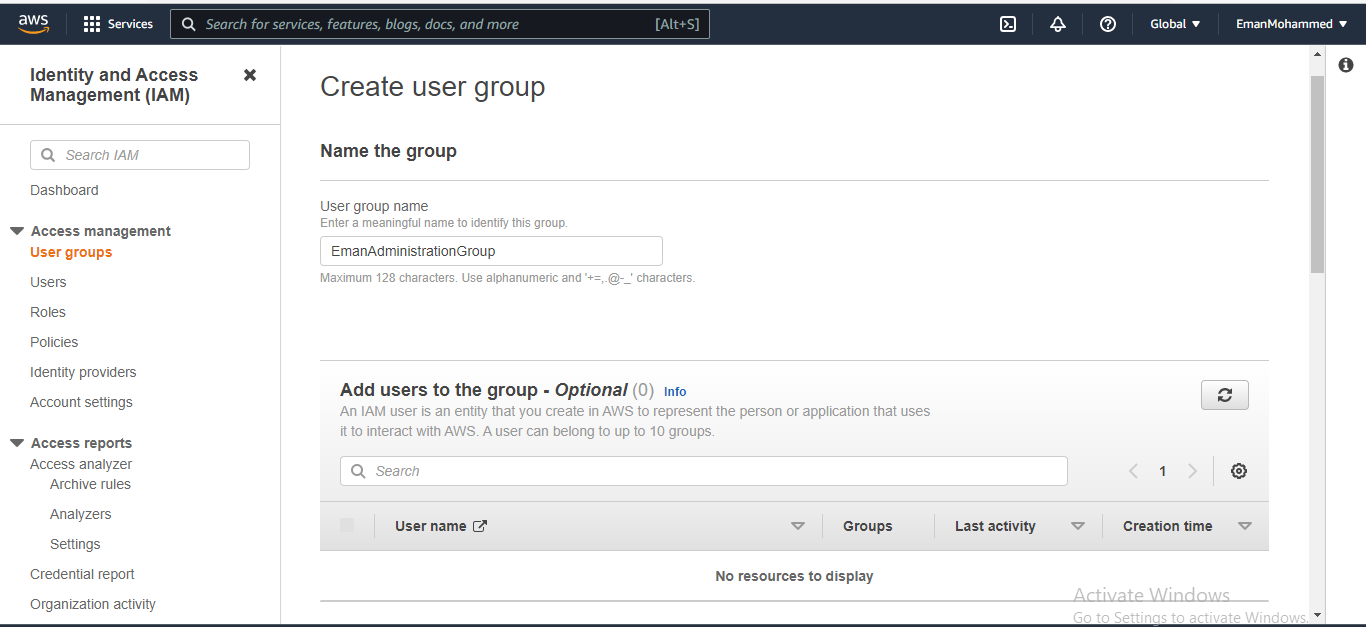 aws
Services
Search for services, features, blogs, docs, and more [Alt+S]
Global
EmanMohammed
Identity and Access
Management (IAM)
Search IAM
Dashboard
Access management
User groups
Users
Roles
Policies
Identity providers
Account settings
Access reports
Access analyzer
Archive rules
Analyzers
Settings
Credential report
Organization activity
Create user group
Name the group
User group name
Enter a meaningful name to identify this group.
EmanAdministrationGroup
Maximum 128 characters. Use alphanumeric and '+=,.@-_' characters.
Add users to the group - Optional (0) Info
An IAM user is an entity that you create in AWS to represent the person or application that uses
it to interact with AWS. A user can belong to up to 10 groups.
Search
1
User name Groups Last activity Creation time
No resources to display
Activate Windows
Go to Settings to activate Windows.